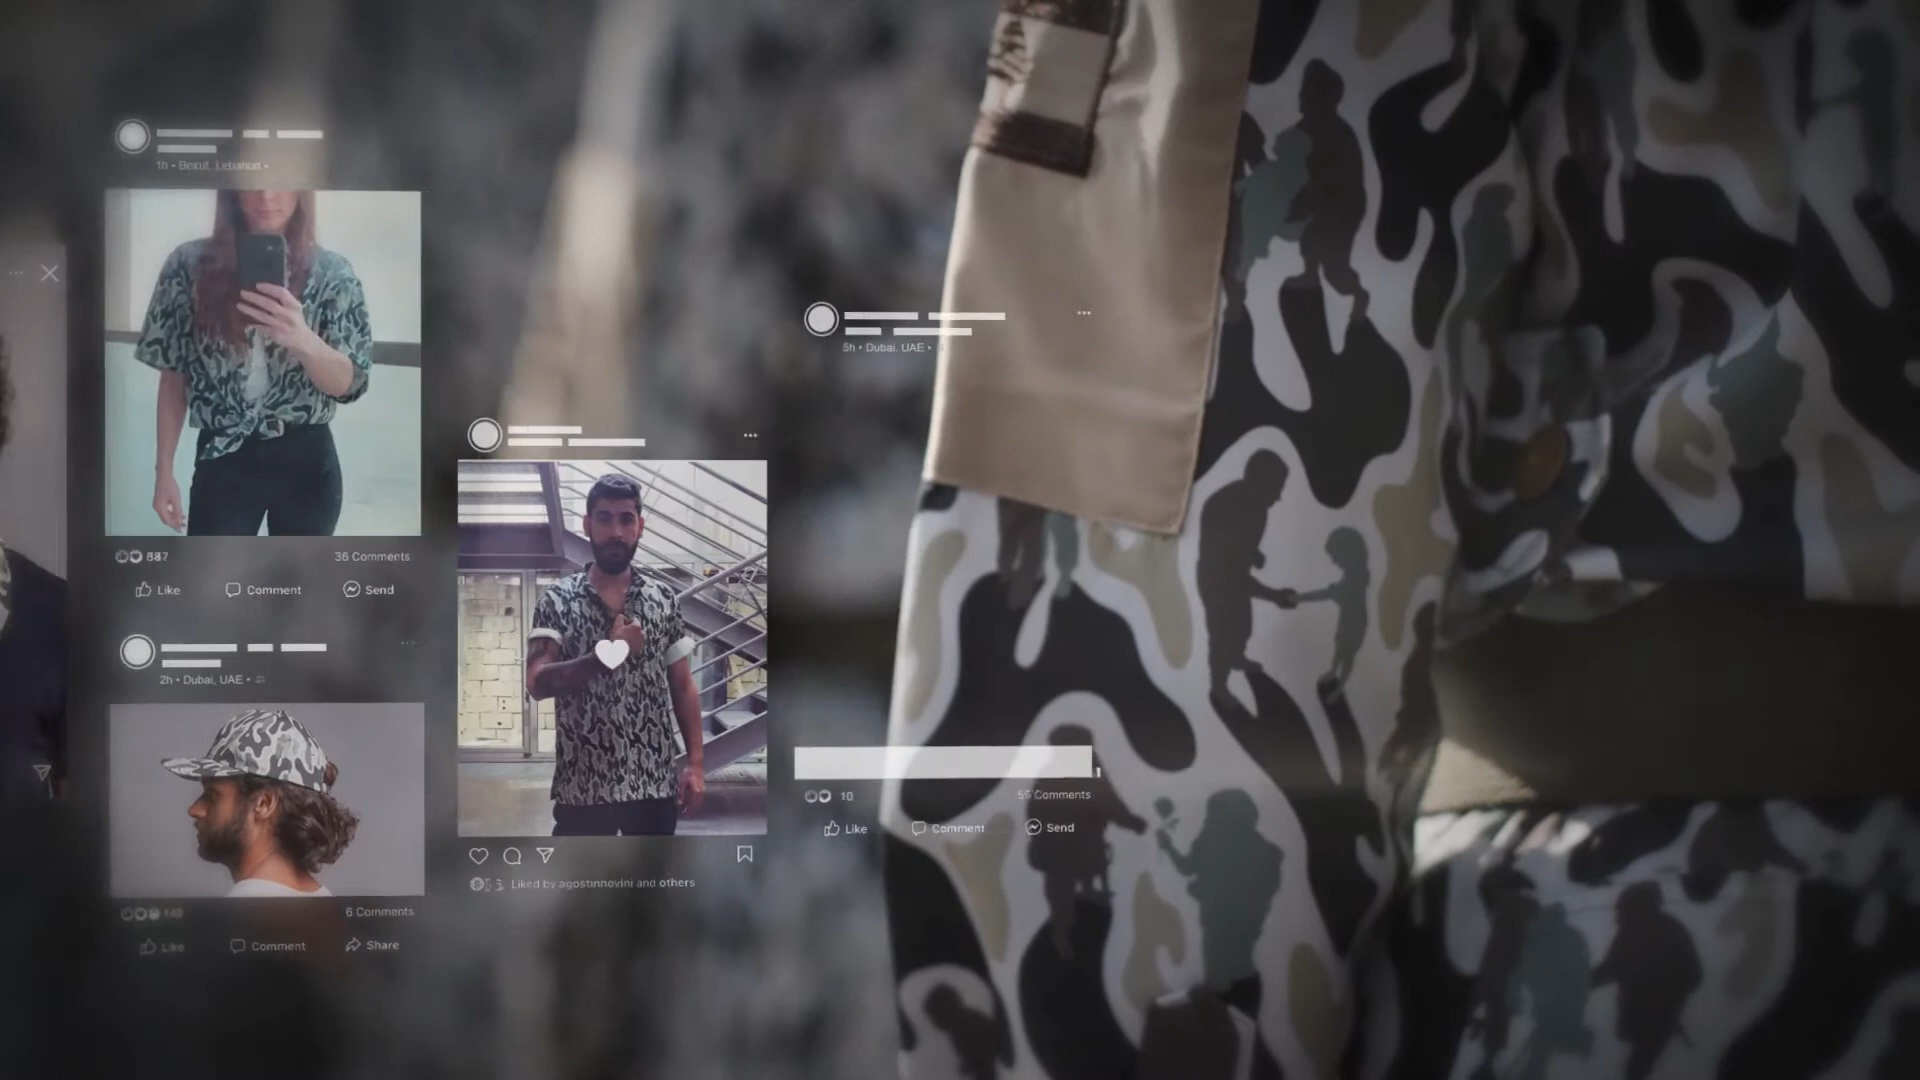 1h • Beirut, Lebanon •
36 Comments
Like Comment Send
2h • Dubai, UAE •
6 Comments
Like Comment Share
Liked by agostinnovini and others
5h • Dubai, UAE •
10 55 Comments
Like Comment Send